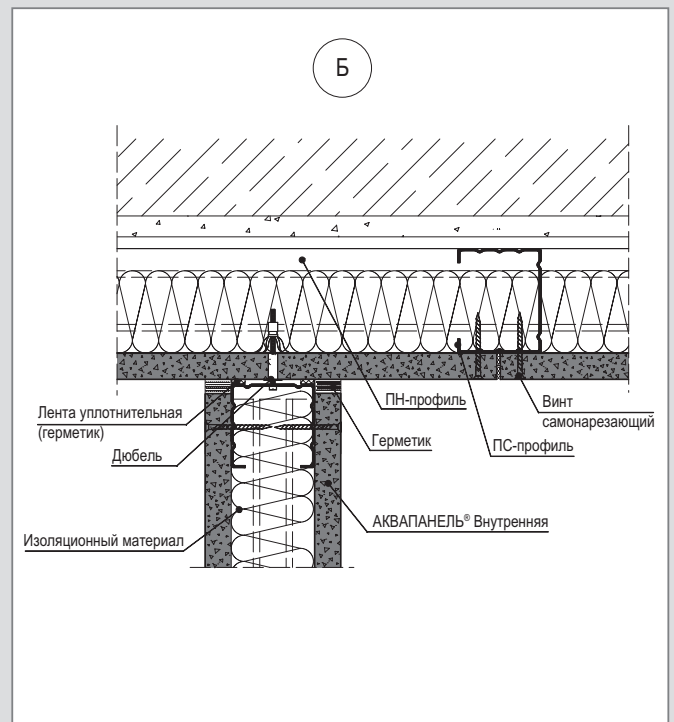 Б
Лента уплотнительная
(герметик)
Дюбель
Изоляционный материал
ПН-профиль
Герметик
Винт
самонарезающий
ПС-профиль
АКВАПАНЕЛЬ® Внутренняя